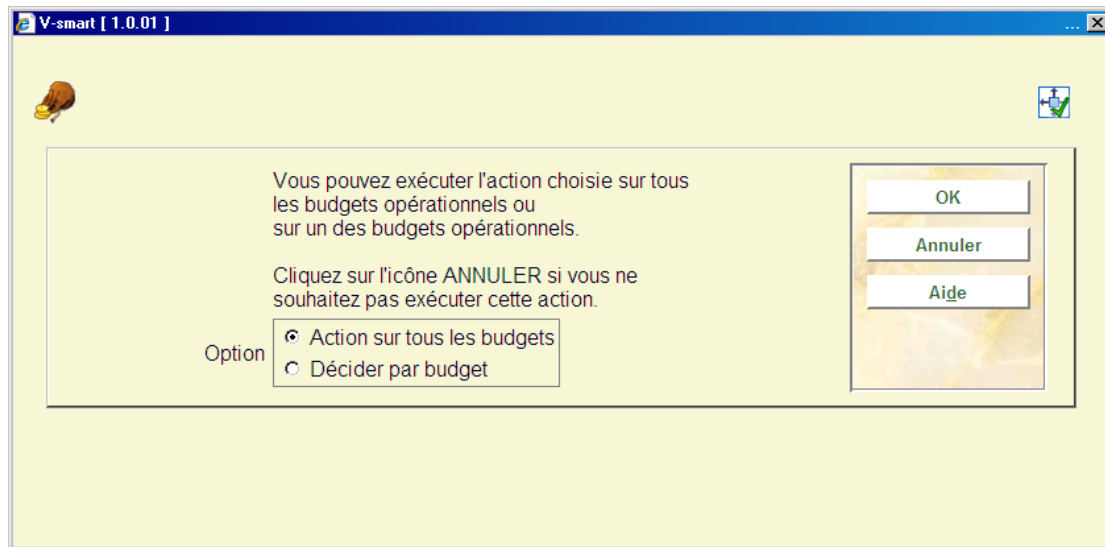 V-smart [ 1.0.01 ]
...
Vous pouvez exécuter l'action choisie sur tous
les budgets opérationnels ou
sur un des budgets opérationnels.
Cliquez sur l'icône ANNULER si vous ne
souhaitez pas exécuter cette action.
Option
Action sur tous les budgets
Décider par budget
OK
Annuler
Aide